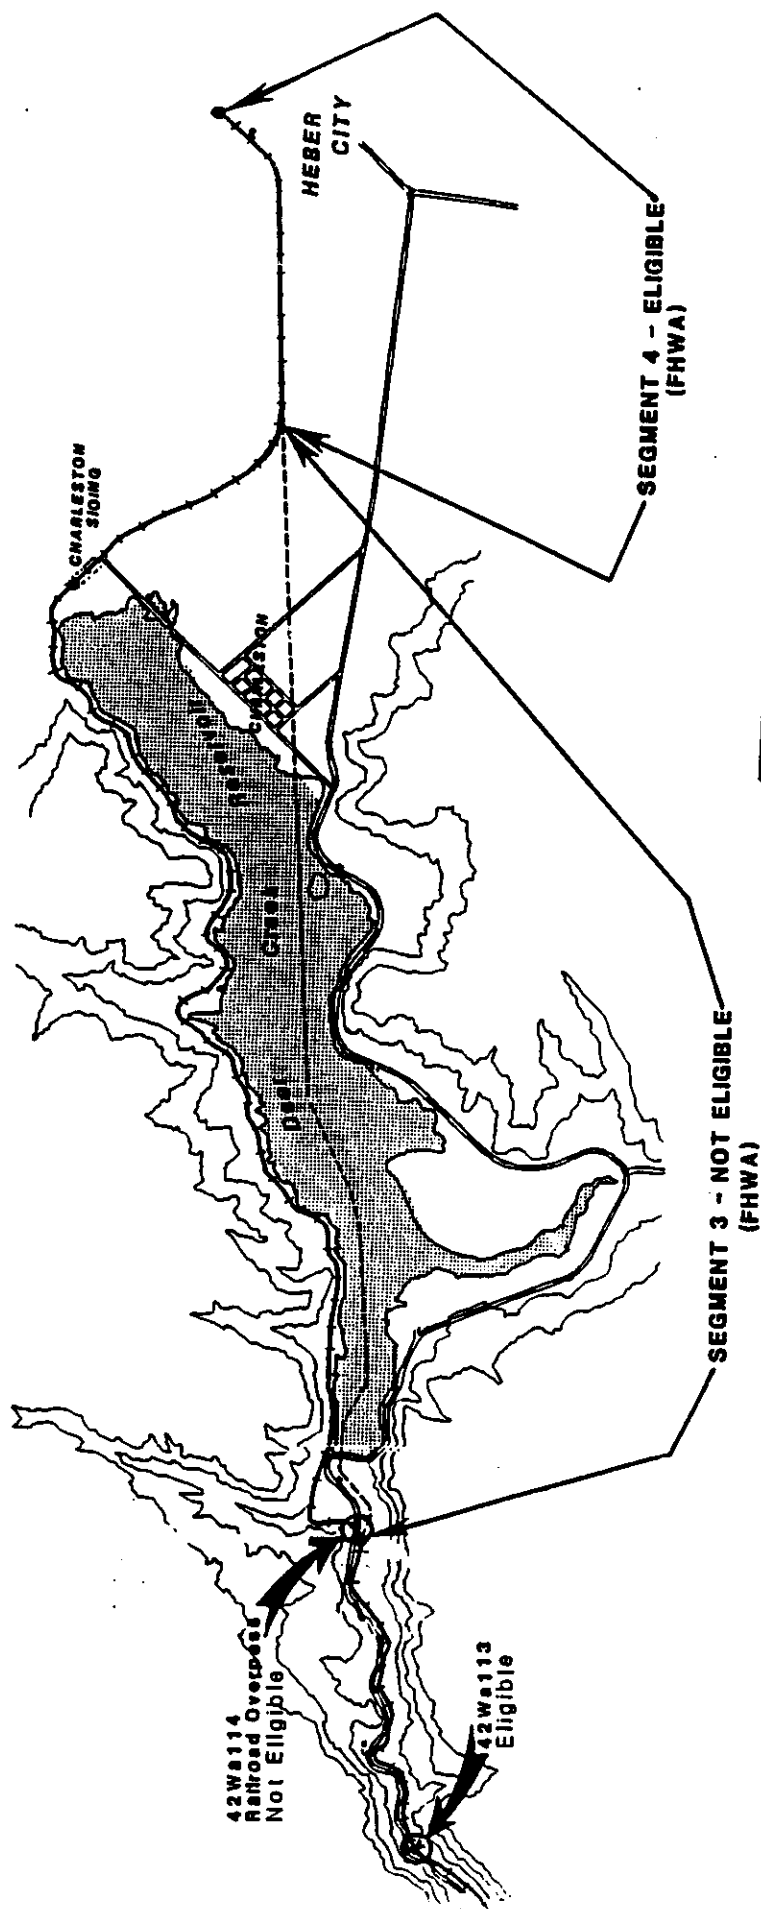 42Wa114
Railroad Overpass
Not Eligible
42Wa113
Eligible
SEGMENT 3 - NOT ELIGIBLE
(FHWA)
Deer
Creek
Reservoir
CHARLESTON
CHARLESTON
SIDING
SEGMENT 4 - ELIGIBLE
(FHWA)
HEBER
CITY